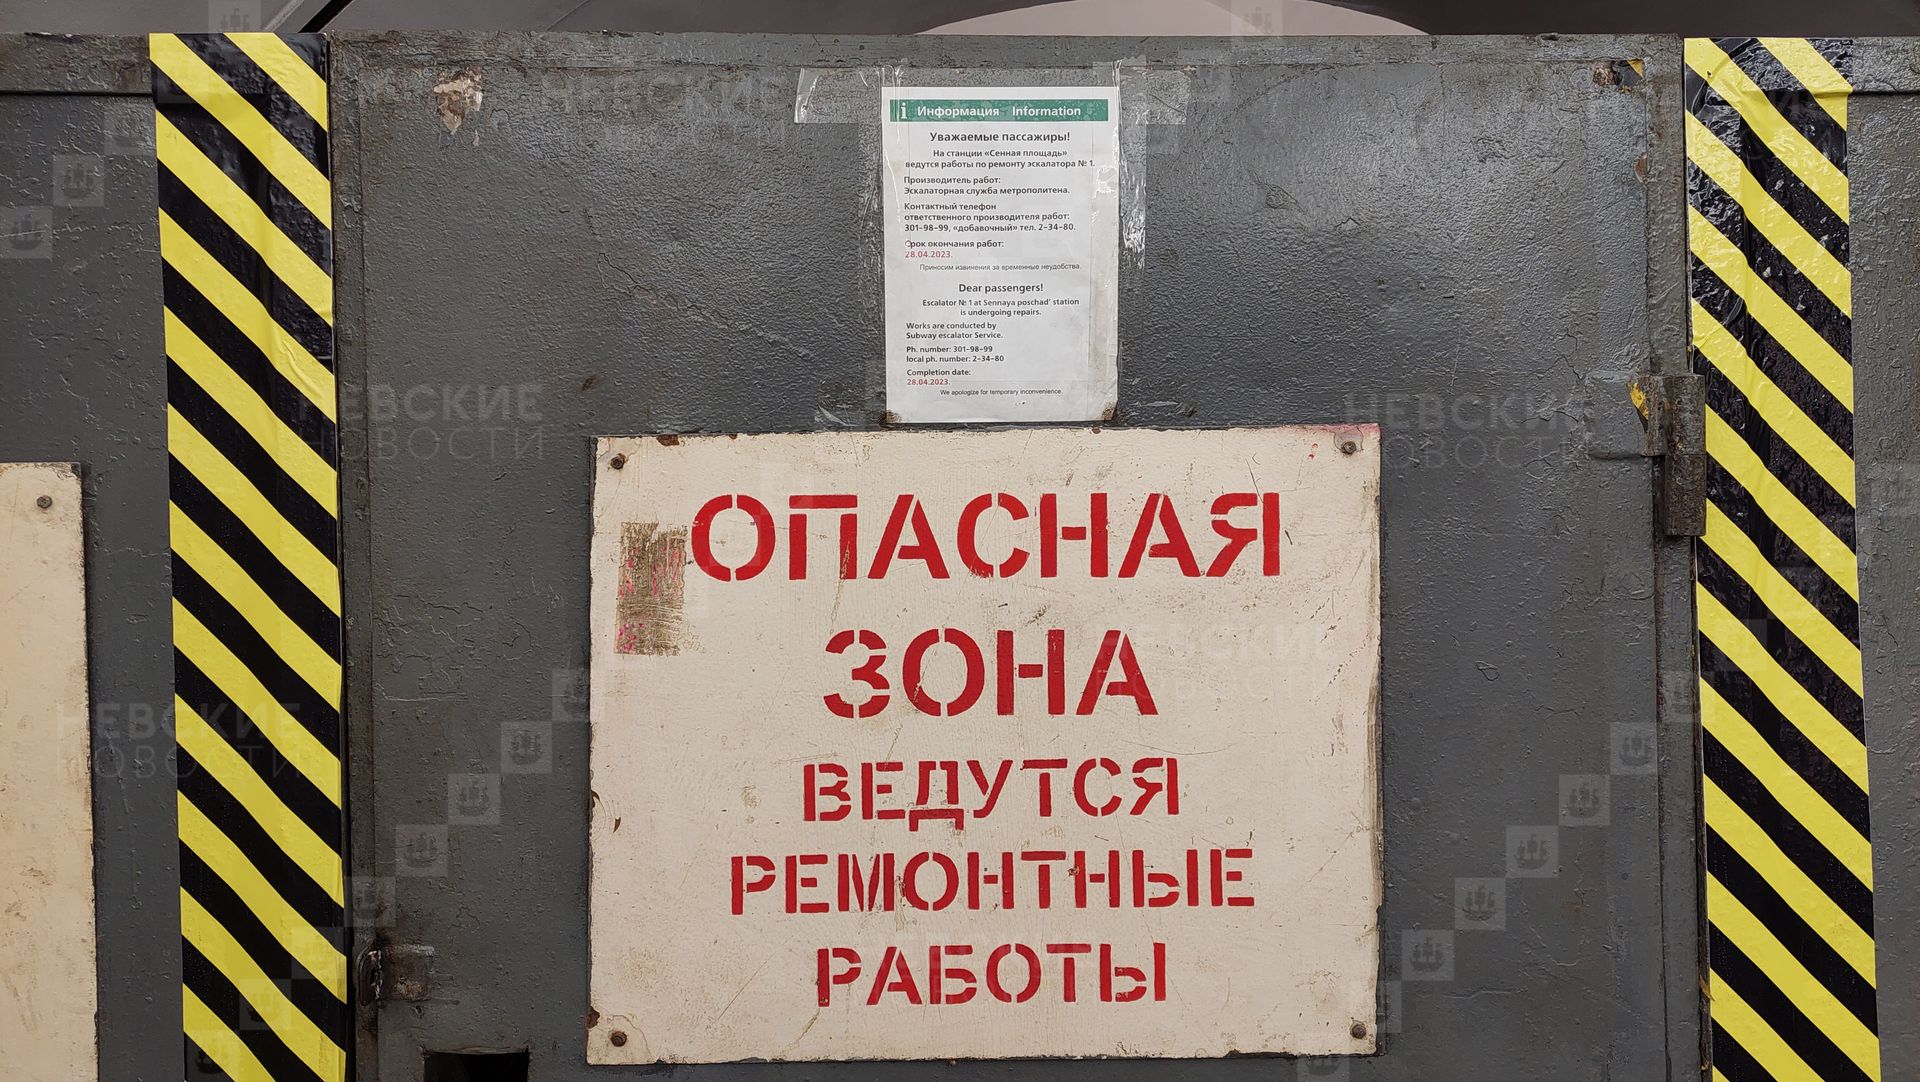 i Информация Information
Уважаемые пассажиры!
На станции «Сенная площадь»
ведутся работы по ремонту эскалатора № 1.
Производитель работ:
Эскалаторная служба метрополитена.
Контактный телефон
ответственного производителя работ:
301-98-99, «добавочный» тел. 2-34-80.
Срок окончания работ:
28.04.2023.
Приносим извинения за временные неудобства.
Dear passengers!
Escalator № 1 at Sennaya poschad' station
is undergoing repairs.
Works are conducted by
Subway escalator Service.
Ph. number: 301-98-99
local ph. number: 2-34-80
Completion date:
28.04.2023.
We apologize for temporary inconvenience.
ОПАСНАЯ
ЗОНА
ВЕДУТСЯ
РЕМОНТНЫЕ
РАБОТЫ
НЕВСКИЕ
НОВОСТИ
НЕВСКИЕ
НОВОСТИ
НЕВСКИЕ
НОВОСТИ